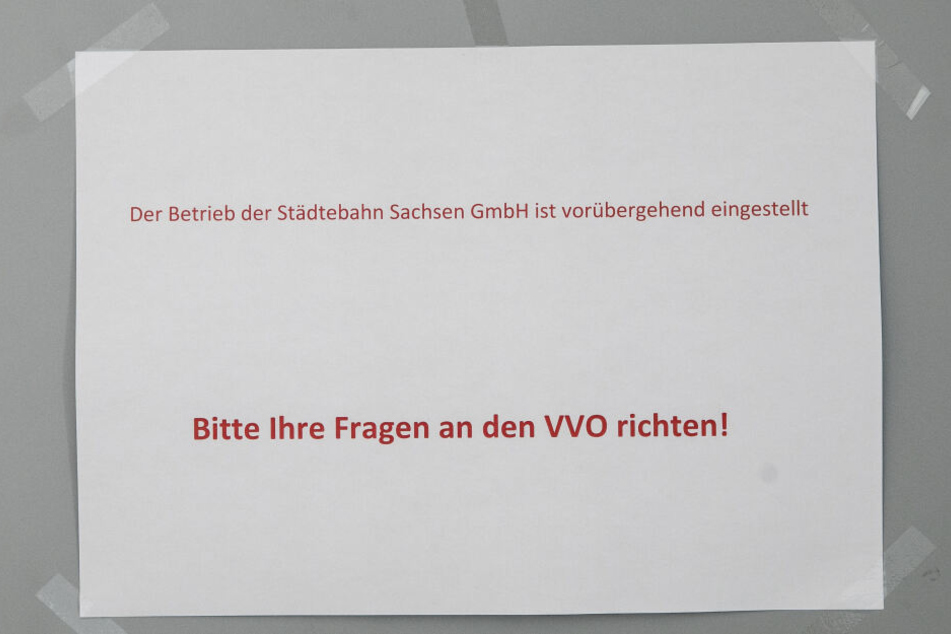 Der Betrieb der Städtebahn Sachsen GmbH ist vorübergehend eingestellt
Bitte Ihre Fragen an den VVO richten!